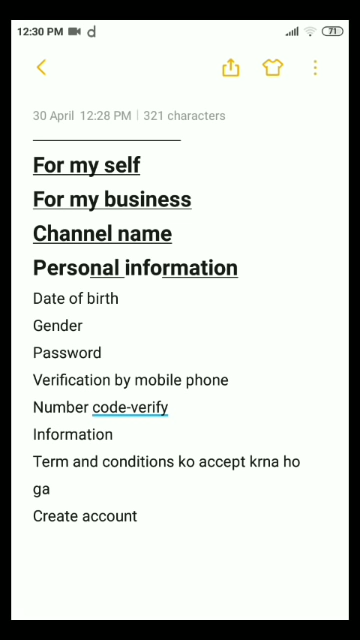 12:30 PM d 71
30 April 12:28 PM | 321 characters
For my self
For my business
Channel name
Personal information
Date of birth
Gender
Password
Verification by mobile phone
Number code-verify
Information
Term and conditions ko accept krna ho
ga
Create account